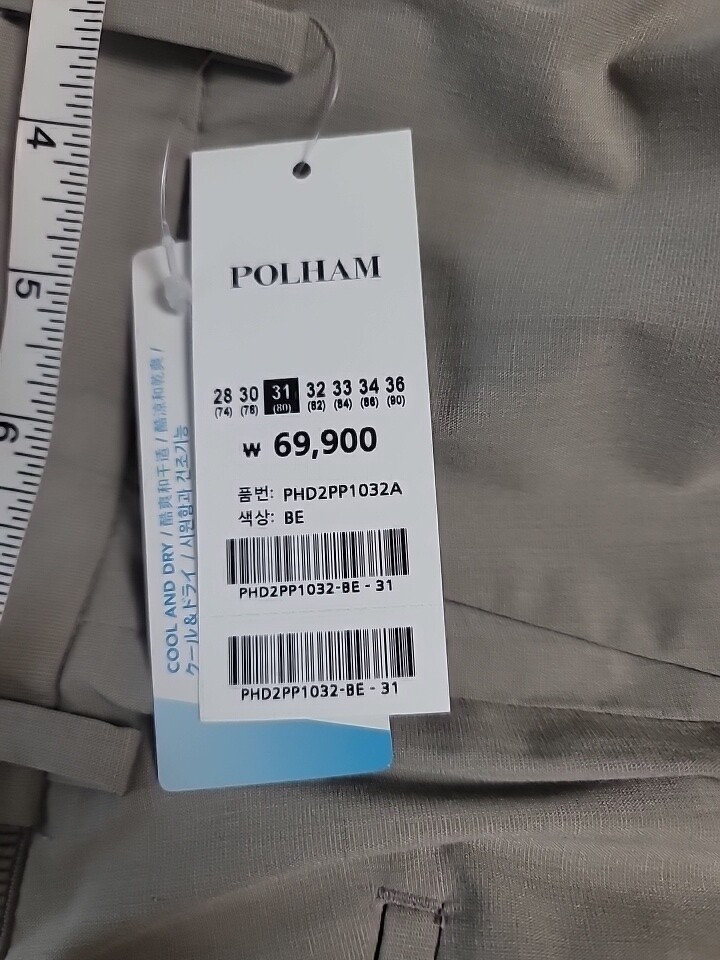 4
5
6
POLHAM
28 30 31 32 33 34 36
(74) (78) (80) (82) (84) (86) (90)
₩ 69,900
품번: PHD2PP1032A
색상: BE
PHD2PP1032-BE - 31
PHD2PP1032-BE - 31
COOL AND DRY / 酷爽和干适 / 酷涼和乾爽 /
クール&ドライ / 시원함과 건조기능